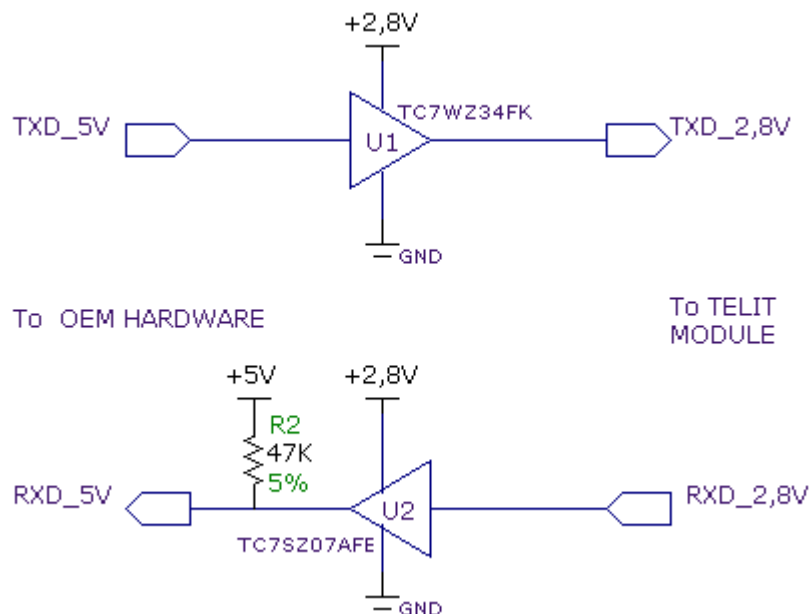 +2,8V
TXD_5V
TC7WZ34FK
U1
TXD_2,8V
GND
To OEM HARDWARE
To TELIT
MODULE
+5V
+2,8V
R2
47K
5%
RXD_5V
U2
RXD_2,8V
TC7SZ07AFE
GND